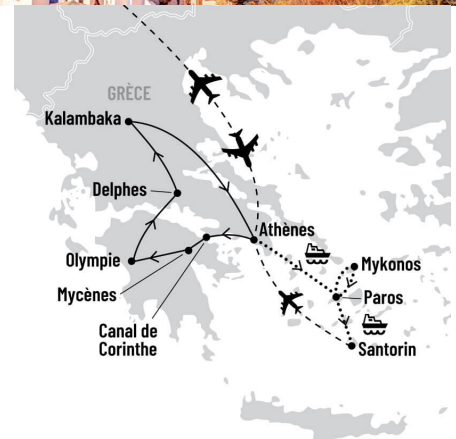 GRÈCE
Kalambaka
Delphes
Athènes
Olympie
Mykonos
Mycènes
Paros
Canal de
Corinthe
Santorin